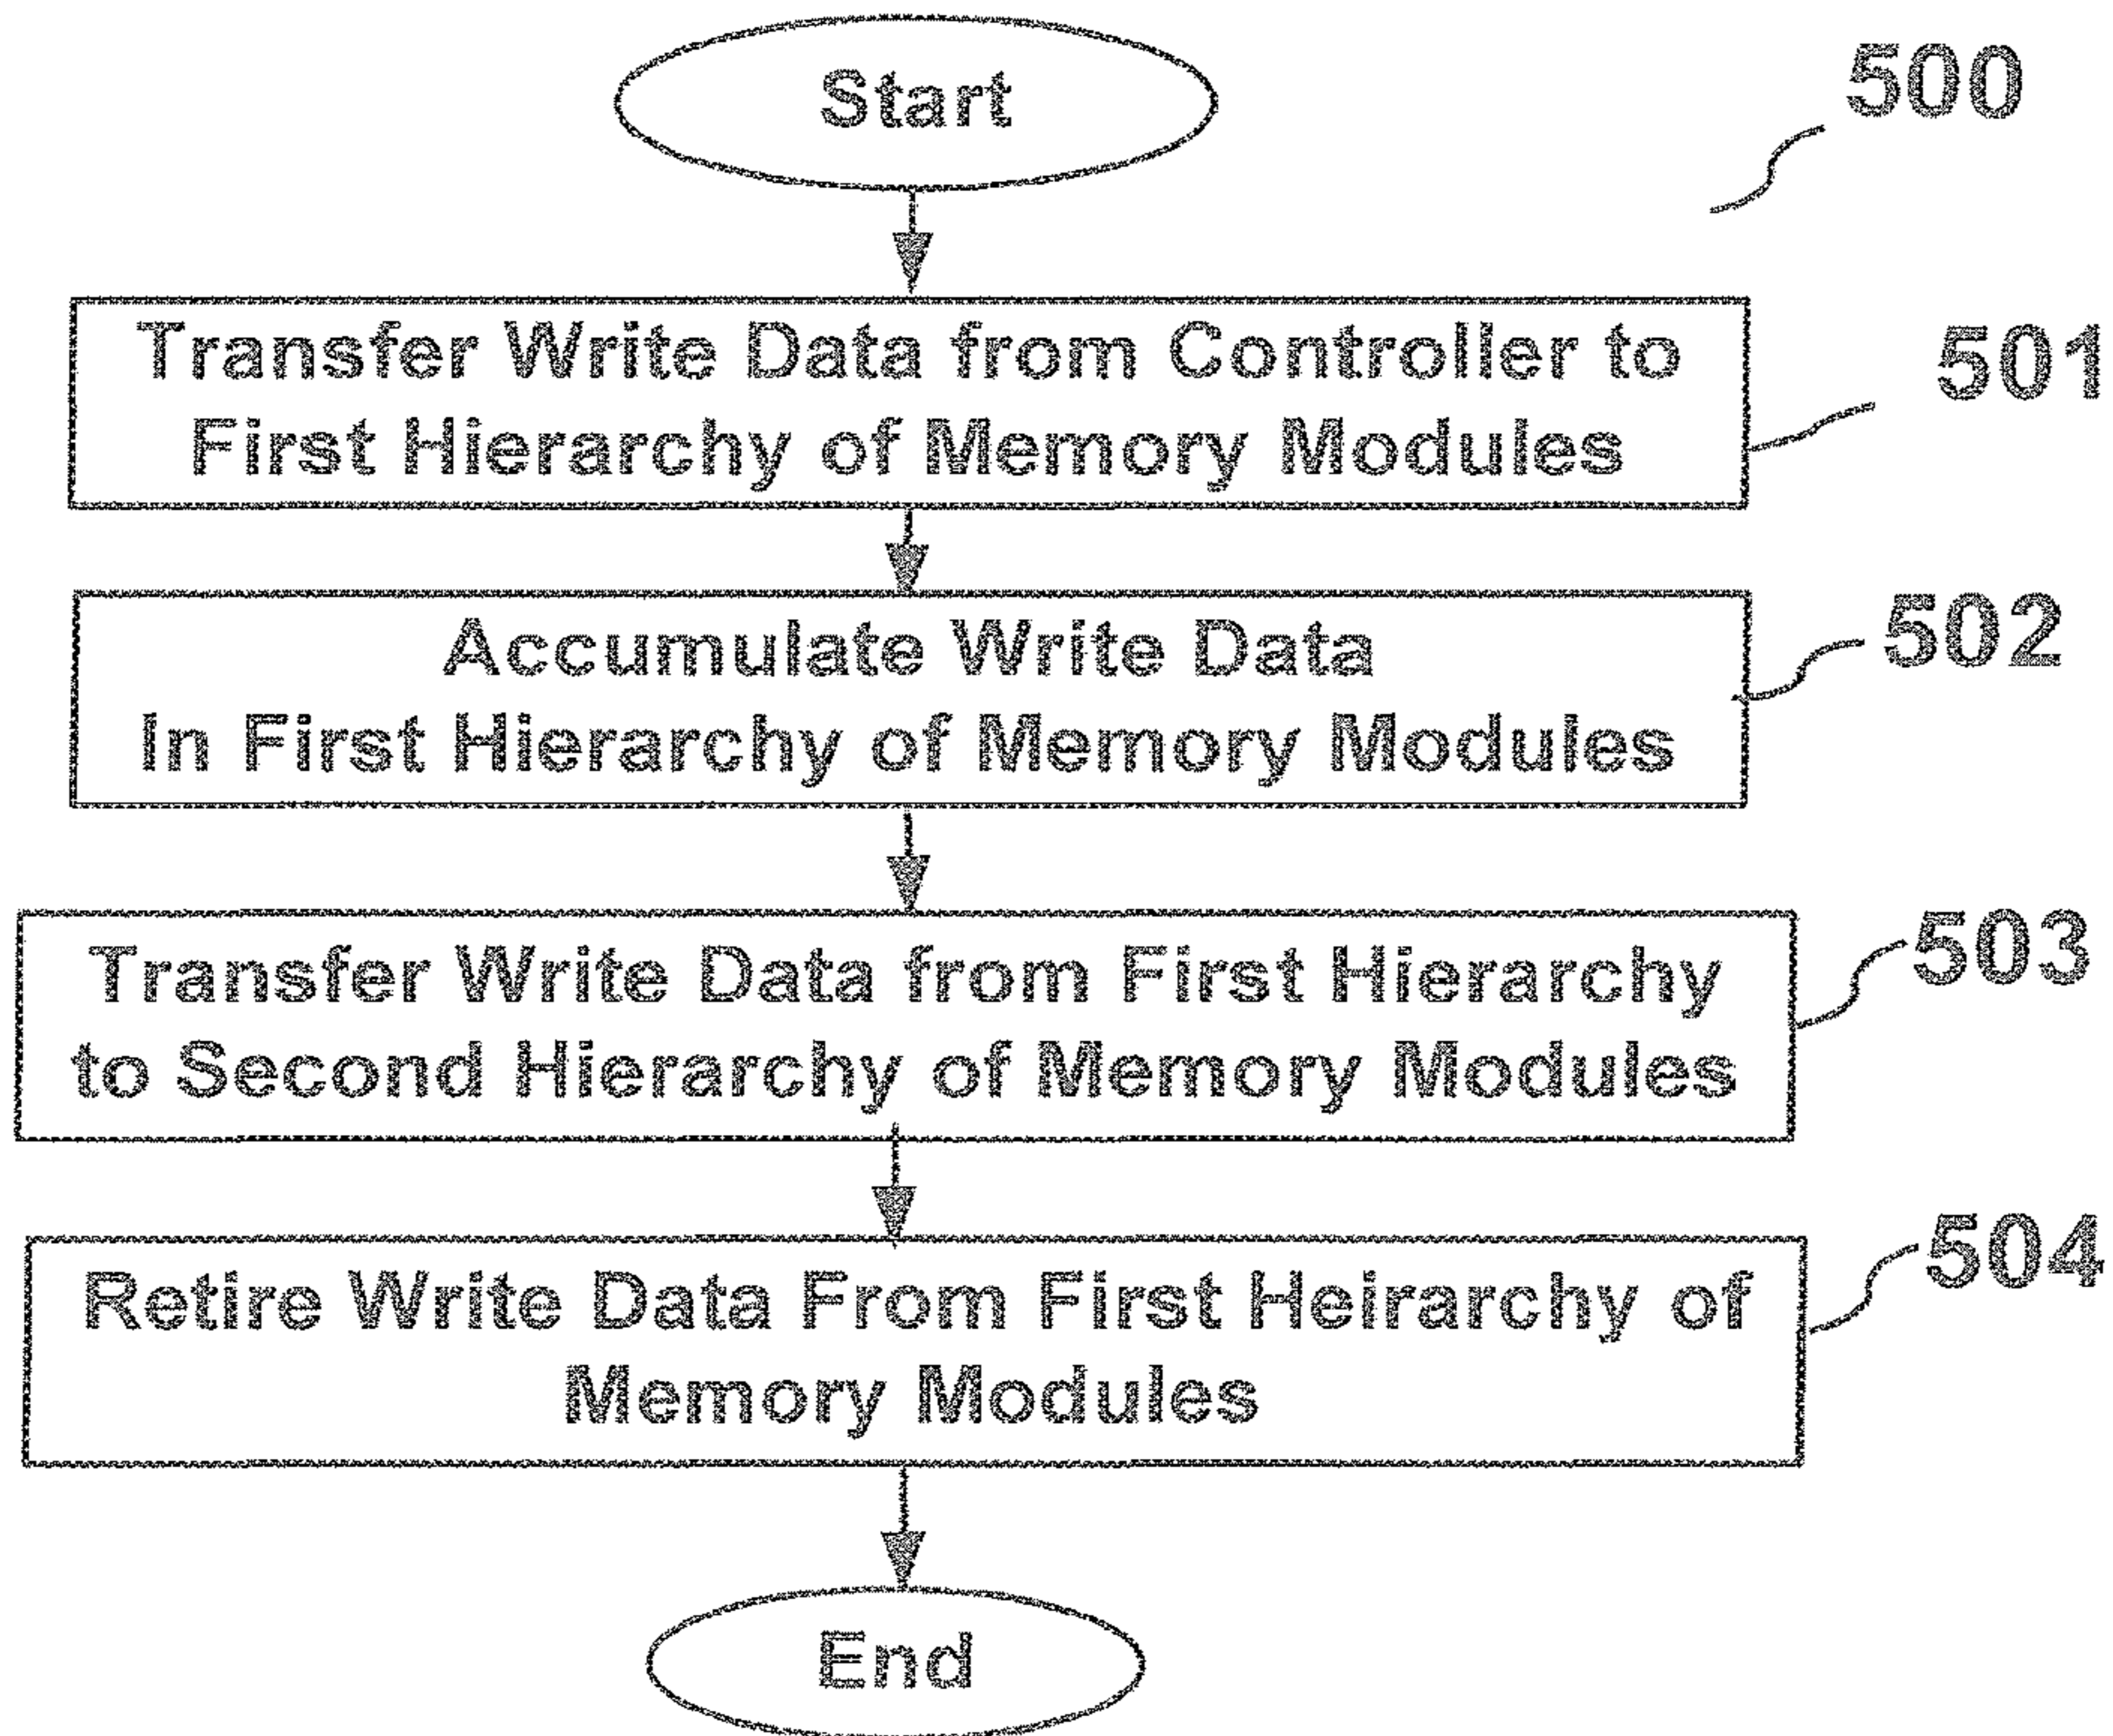 Start
500
Transfer Write Data from Controller to
First Hierarchy of Memory Modules
501
Accumulate Write Data
In First Hierarchy of Memory Modules
502
Transfer Write Data from First Hierarchy
to Second Hierarchy of Memory Modules
503
Retire Write Data From First Heirarchy of
Memory Modules
504
End